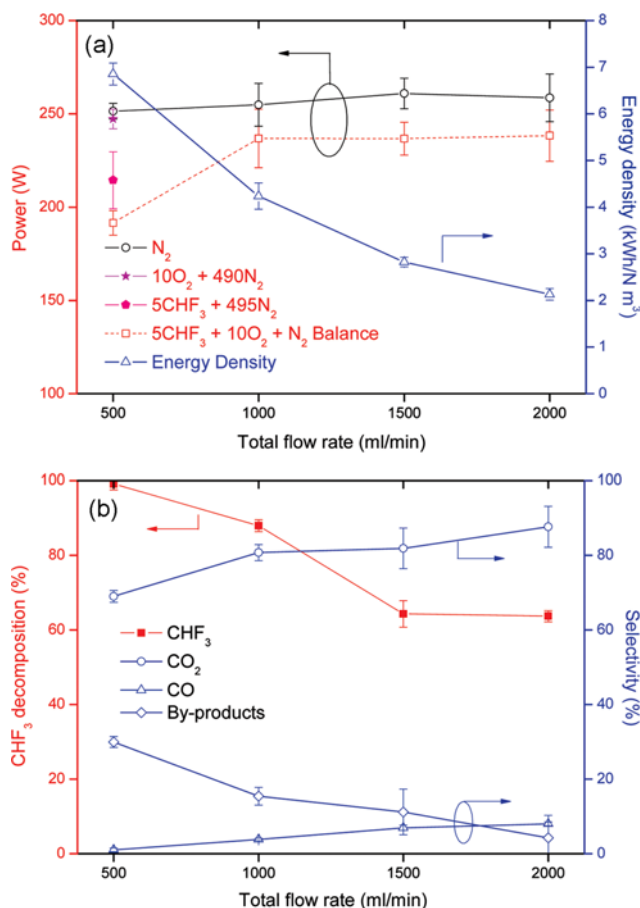 (a)
300
250
200
150
100
Power (W)
8
7
6
5
4
3
2
1
0
Energy density (kWh/N m³)
N₂
10O₂ + 490N₂
5CHF₃ + 495N₂
5CHF₃ + 10O₂ + N₂ Balance
Energy Density
500 1000 1500 2000
Total flow rate (ml/min)
(b)
100
80
60
40
20
0
CHF₃ decomposition (%)
100
80
60
40
20
0
Selectivity (%)
CHF₃
CO₂
CO
By-products
500 1000 1500 2000
Total flow rate (ml/min)